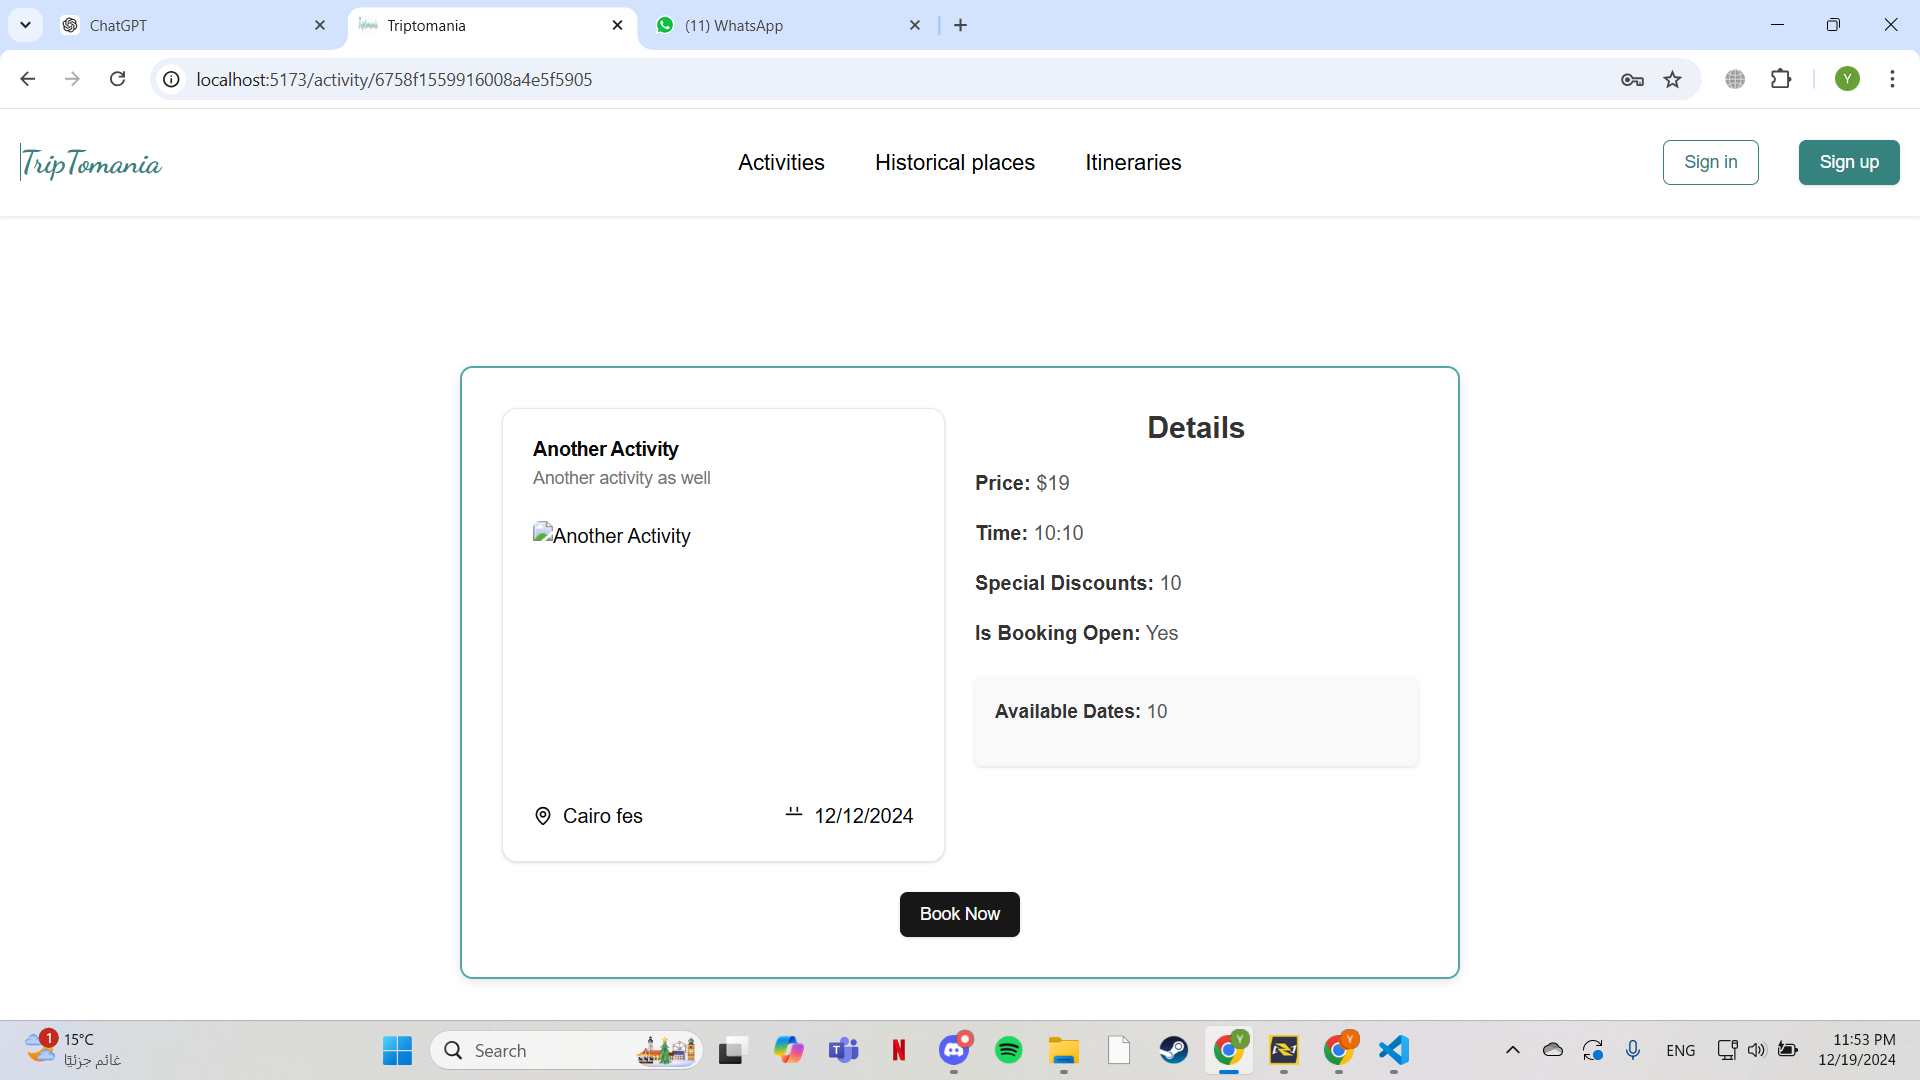 ChatGPT
Triptomania
(11) WhatsApp
localhost:5173/activity/6758f1559916008a4e5f5905
Y
TripTomania
Activities
Historical places
Itineraries
Sign in
Sign up
Another Activity
Another activity as well
Another Activity
Cairo fes
12/12/2024
Details
Price: $19
Time: 10:10
Special Discounts: 10
Is Booking Open: Yes
Available Dates: 10
Book Now
1
15°C
غائم جزئيًا
Search
T
N
Y
Y
ENG
11:53 PM
12/19/2024